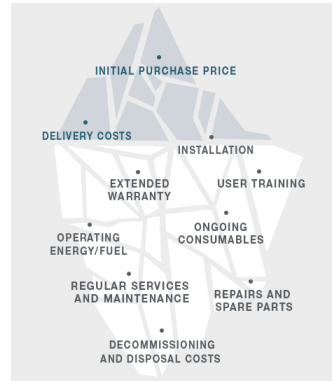 INITIAL PURCHASE PRICE
DELIVERY COSTS
INSTALLATION
EXTENDED
WARRANTY
USER TRAINING
OPERATING
ENERGY/FUEL
ONGOING
CONSUMABLES
REGULAR SERVICES
AND MAINTENANCE
REPAIRS AND
SPARE PARTS
DECOMMISSIONING
AND DISPOSAL COSTS